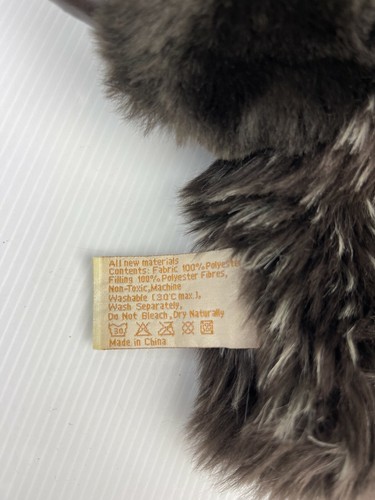 All new materials
Contents: Fabric 100% Polyester
Filling 100% Polyester Fibres,
Non-Toxic,Machine
Washable (30℃ max.),
Wash Separately,
Do Not Bleach,Dry Naturally
30
Made in China